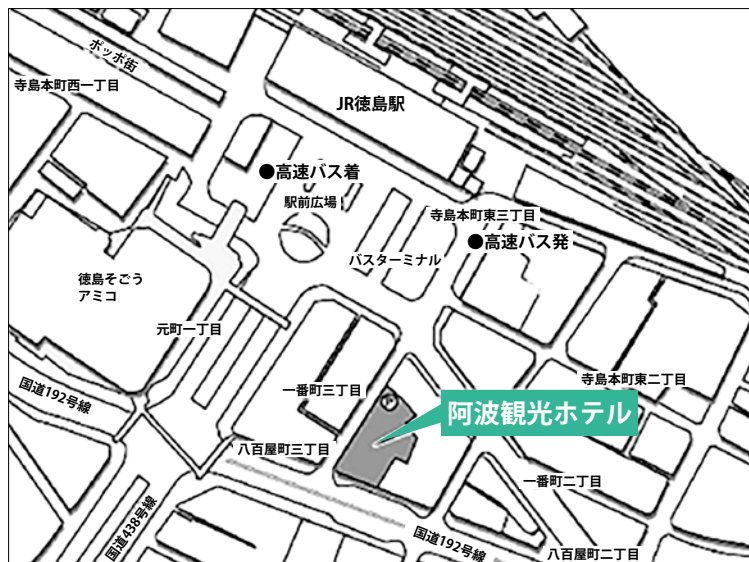 ポッポ街
寺島本町西一丁目
JR徳島駅
●高速バス着
駅前広場
寺島本町東三丁目
●高速バス発
バスターミナル
徳島そごう
アミコ
元町一丁目
国道192号線
一番町三丁目
寺島本町東二丁目
P
阿波観光ホテル
八百屋町三丁目
一番町二丁目
国道438号線
国道192号線
八百屋町二丁目